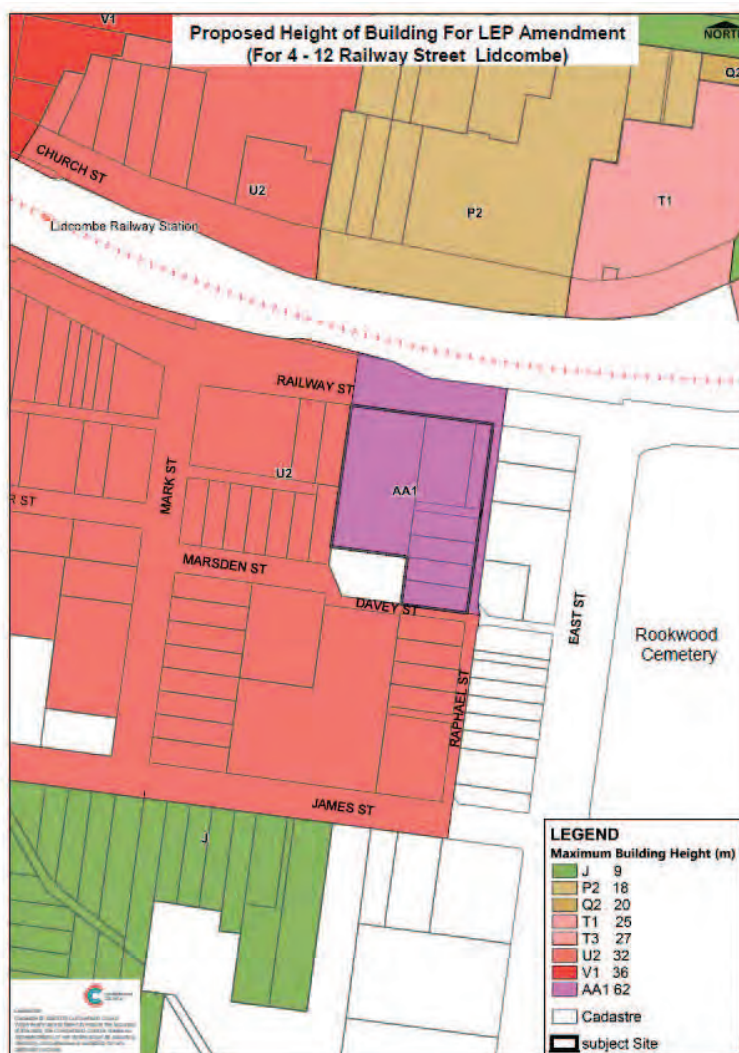 Proposed Height of Building For LEP Amendment
(For 4 - 12 Railway Street Lidcombe)
V1
NORTH
Q2
CHURCH ST
U2
P2
T1
Lidcombe Railway Station
RAILWAY ST
MARK ST
U2
AA1
R ST
MARSDEN ST
DAVEY ST
EAST ST
Rookwood
Cemetery
RAPHAEL ST
JAMES ST
J
LEGEND
Maximum Building Height (m)
J 9
P2 18
Q2 20
T1 25
T3 27
U2 32
V1 36
AA1 62
Cadastre
subject Site